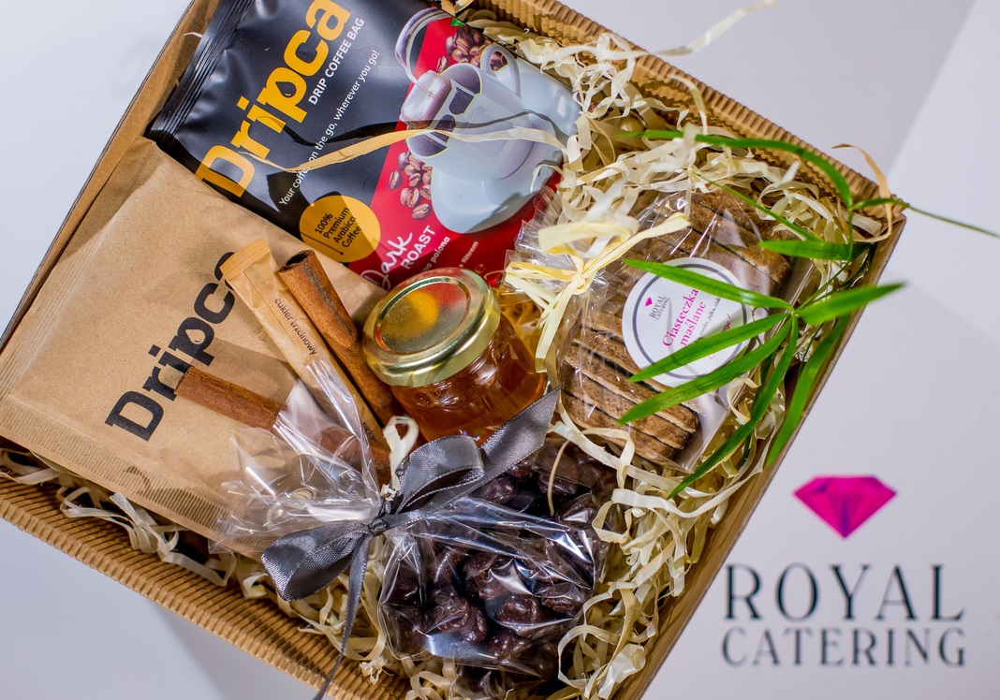 Dripca
DRIP COFFEE BAG
Your coffee on the go, wherever you go!
100%
Premium
Arabica
Coffee
Dark
ROAST
Dripca
cukier trzcinowy
ROYAL
CATERING
Ciasteczka
maślane
ROYAL
CATERING